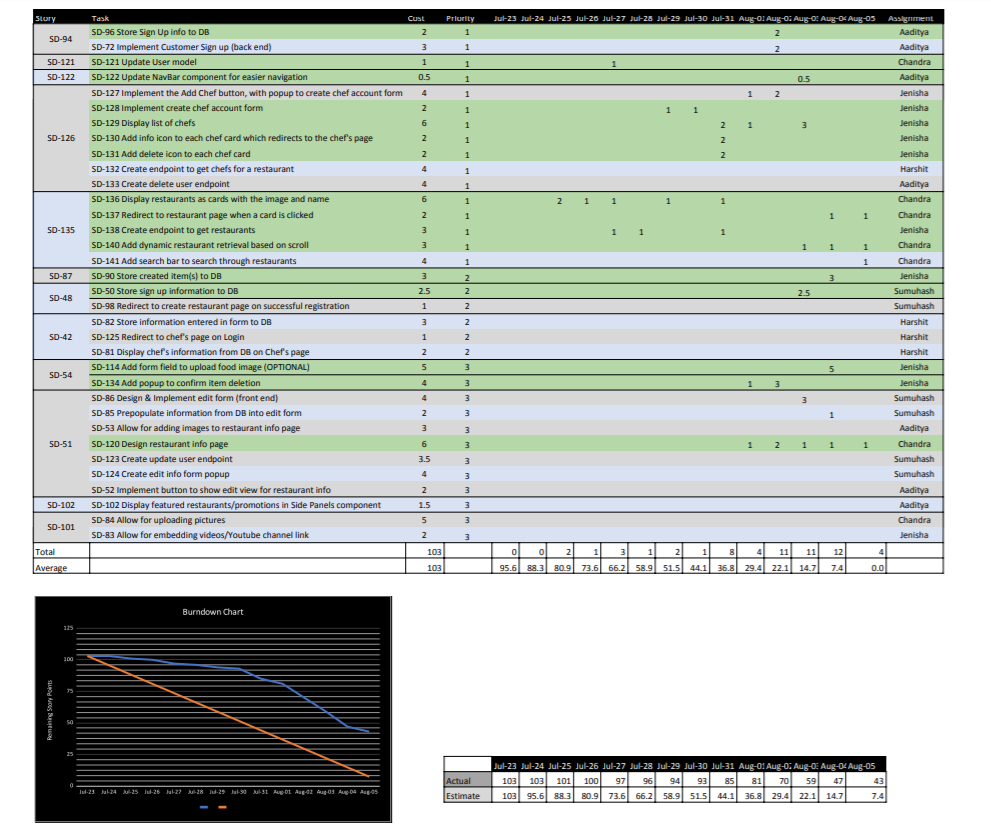 Story Task Cost Priority Jul-23 Jul-24 Jul-25 Jul-26 Jul-27 Jul-28 Jul-29 Jul-30 Jul-31 Aug-01 Aug-02 Aug-03 Aug-04 Aug-05 Assignment
SD-94 SD-96 Store Sign Up info to DB 2 1 2 Aaditya
SD-72 Implement Customer Sign up (back end) 3 1 2 Aaditya
SD-121 SD-121 Update User model 1 1 1 Chandra
SD-122 SD-122 Update NavBar component for easier navigation 0.5 1 0.5 Aaditya
SD-126 SD-127 Implement the Add Chef button, with popup to create chef account form 4 1 1 2 Jenisha
SD-128 Implement create chef account form 2 1 1 1 Jenisha
SD-129 Display list of chefs 6 1 2 1 3 Jenisha
SD-130 Add info icon to each chef card which redirects to the chef's page 2 1 2 Jenisha
SD-131 Add delete icon to each chef card 2 1 2 Jenisha
SD-132 Create endpoint to get chefs for a restaurant 4 1 Harshit
SD-133 Create delete user endpoint 4 1 Aaditya
SD-135 SD-136 Display restaurants as cards with the image and name 6 1 2 1 1 1 1 Chandra
SD-137 Redirect to restaurant page when a card is clicked 2 1 1 1 Chandra
SD-138 Create endpoint to get restaurants 3 1 1 1 1 Jenisha
SD-140 Add dynamic restaurant retrieval based on scroll 3 1 1 1 1 Chandra
SD-141 Add search bar to search through restaurants 4 1 1 Chandra
SD-87 SD-90 Store created item(s) to DB 3 2 3 Jenisha
SD-48 SD-50 Store sign up information to DB 2.5 2 2.5 Sumuhash
SD-98 Redirect to create restaurant page on successful registration 1 2 Sumuhash
SD-42 SD-82 Store information entered in form to DB 3 2 Harshit
SD-125 Redirect to chef's page on Login 1 2 Harshit
SD-81 Display chef's information from DB on Chef's page 2 2 Harshit
SD-54 SD-114 Add form field to upload food image (OPTIONAL) 5 3 5 Jenisha
SD-134 Add popup to confirm item deletion 4 3 1 3 Jenisha
SD-51 SD-86 Design & Implement edit form (front end) 4 3 3 Sumuhash
SD-85 Prepopulate information from DB into edit form 2 3 1 Sumuhash
SD-53 Allow for adding images to restaurant info page 3 3 Aaditya
SD-120 Design restaurant info page 6 3 1 2 1 1 1 Chandra
SD-123 Create update user endpoint 3.5 3 Sumuhash
SD-124 Create edit info form popup 4 3 Sumuhash
SD-52 Implement button to show edit view for restaurant info 2 3 Aaditya
SD-102 SD-102 Display featured restaurants/promotions in Side Panels component 1.5 3 Aaditya
SD-101 SD-84 Allow for uploading pictures 5 3 Chandra
SD-83 Allow for embedding videos/Youtube channel link 2 3 Jenisha
Total 103 0 0 2 1 3 1 2 1 8 4 11 11 12 4
Average 103 95.6 88.3 80.9 73.6 66.2 58.9 51.5 44.1 36.8 29.4 22.1 14.7 7.4 0.0
Burndown Chart
Remaining Story Points
125
100
75
50
25
0
Jul-23 Jul-24 Jul-25 Jul-26 Jul-27 Jul-28 Jul-29 Jul-30 Jul-31 Aug-01 Aug-02 Aug-03 Aug-04 Aug-05
Jul-23 Jul-24 Jul-25 Jul-26 Jul-27 Jul-28 Jul-29 Jul-30 Jul-31 Aug-01 Aug-02 Aug-03 Aug-04 Aug-05
Actual 103 103 101 100 97 96 94 93 85 81 70 59 47 43
Estimate 103 95.6 88.3 80.9 73.6 66.2 58.9 51.5 44.1 36.8 29.4 22.1 14.7 7.4